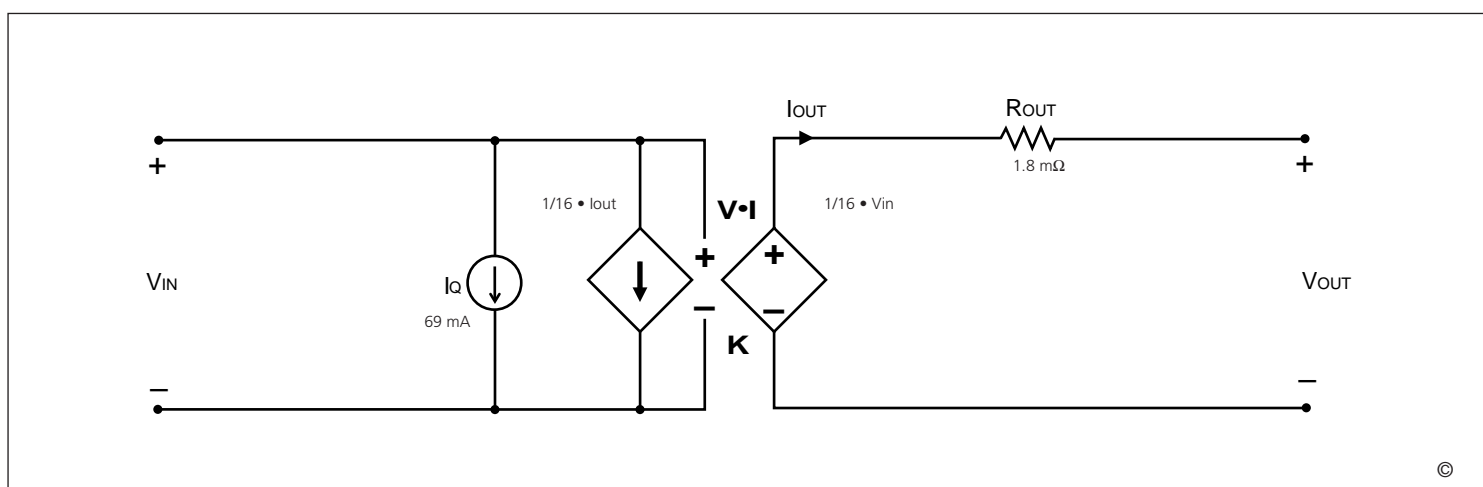 IOUT
ROUT
+
+
1.8 mΩ
1/16 • Iout
V•I
1/16 • Vin
+
+
VIN
IQ
VOUT
69 mA
–
–
K
–
–
©